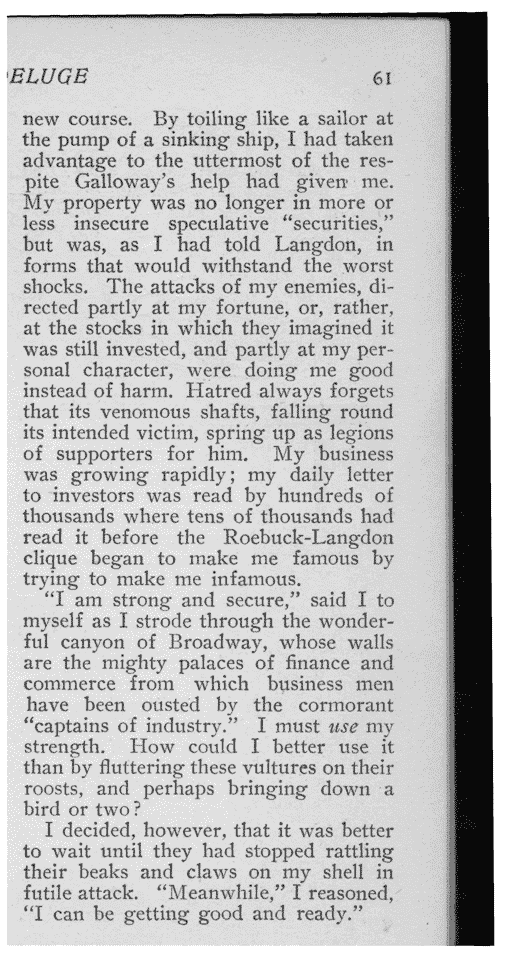 ELUGE 61
new course. By toiling like a sailor at
the pump of a sinking ship, I had taken
advantage to the uttermost of the res-
pite Galloway's help had given me.
My property was no longer in more or
less insecure speculative "securities,"
but was, as I had told Langdon, in
forms that would withstand the worst
shocks. The attacks of my enemies, di-
rected partly at my fortune, or, rather,
at the stocks in which they imagined it
was still invested, and partly at my per-
sonal character, were doing me good
instead of harm. Hatred always forgets
that its venomous shafts, falling round
its intended victim, spring up as legions
of supporters for him. My business
was growing rapidly; my daily letter
to investors was read by hundreds of
thousands where tens of thousands had
read it before the Roebuck-Langdon
clique began to make me famous by
trying to make me infamous.
"I am strong and secure," said I to
myself as I strode through the wonder-
ful canyon of Broadway, whose walls
are the mighty palaces of finance and
commerce from which business men
have been ousted by the cormorant
"captains of industry." I must use my
strength. How could I better use it
than by fluttering these vultures on their
roosts, and perhaps bringing down a
bird or two?
I decided, however, that it was better
to wait until they had stopped rattling
their beaks and claws on my shell in
futile attack. "Meanwhile," I reasoned,
"I can be getting good and ready."